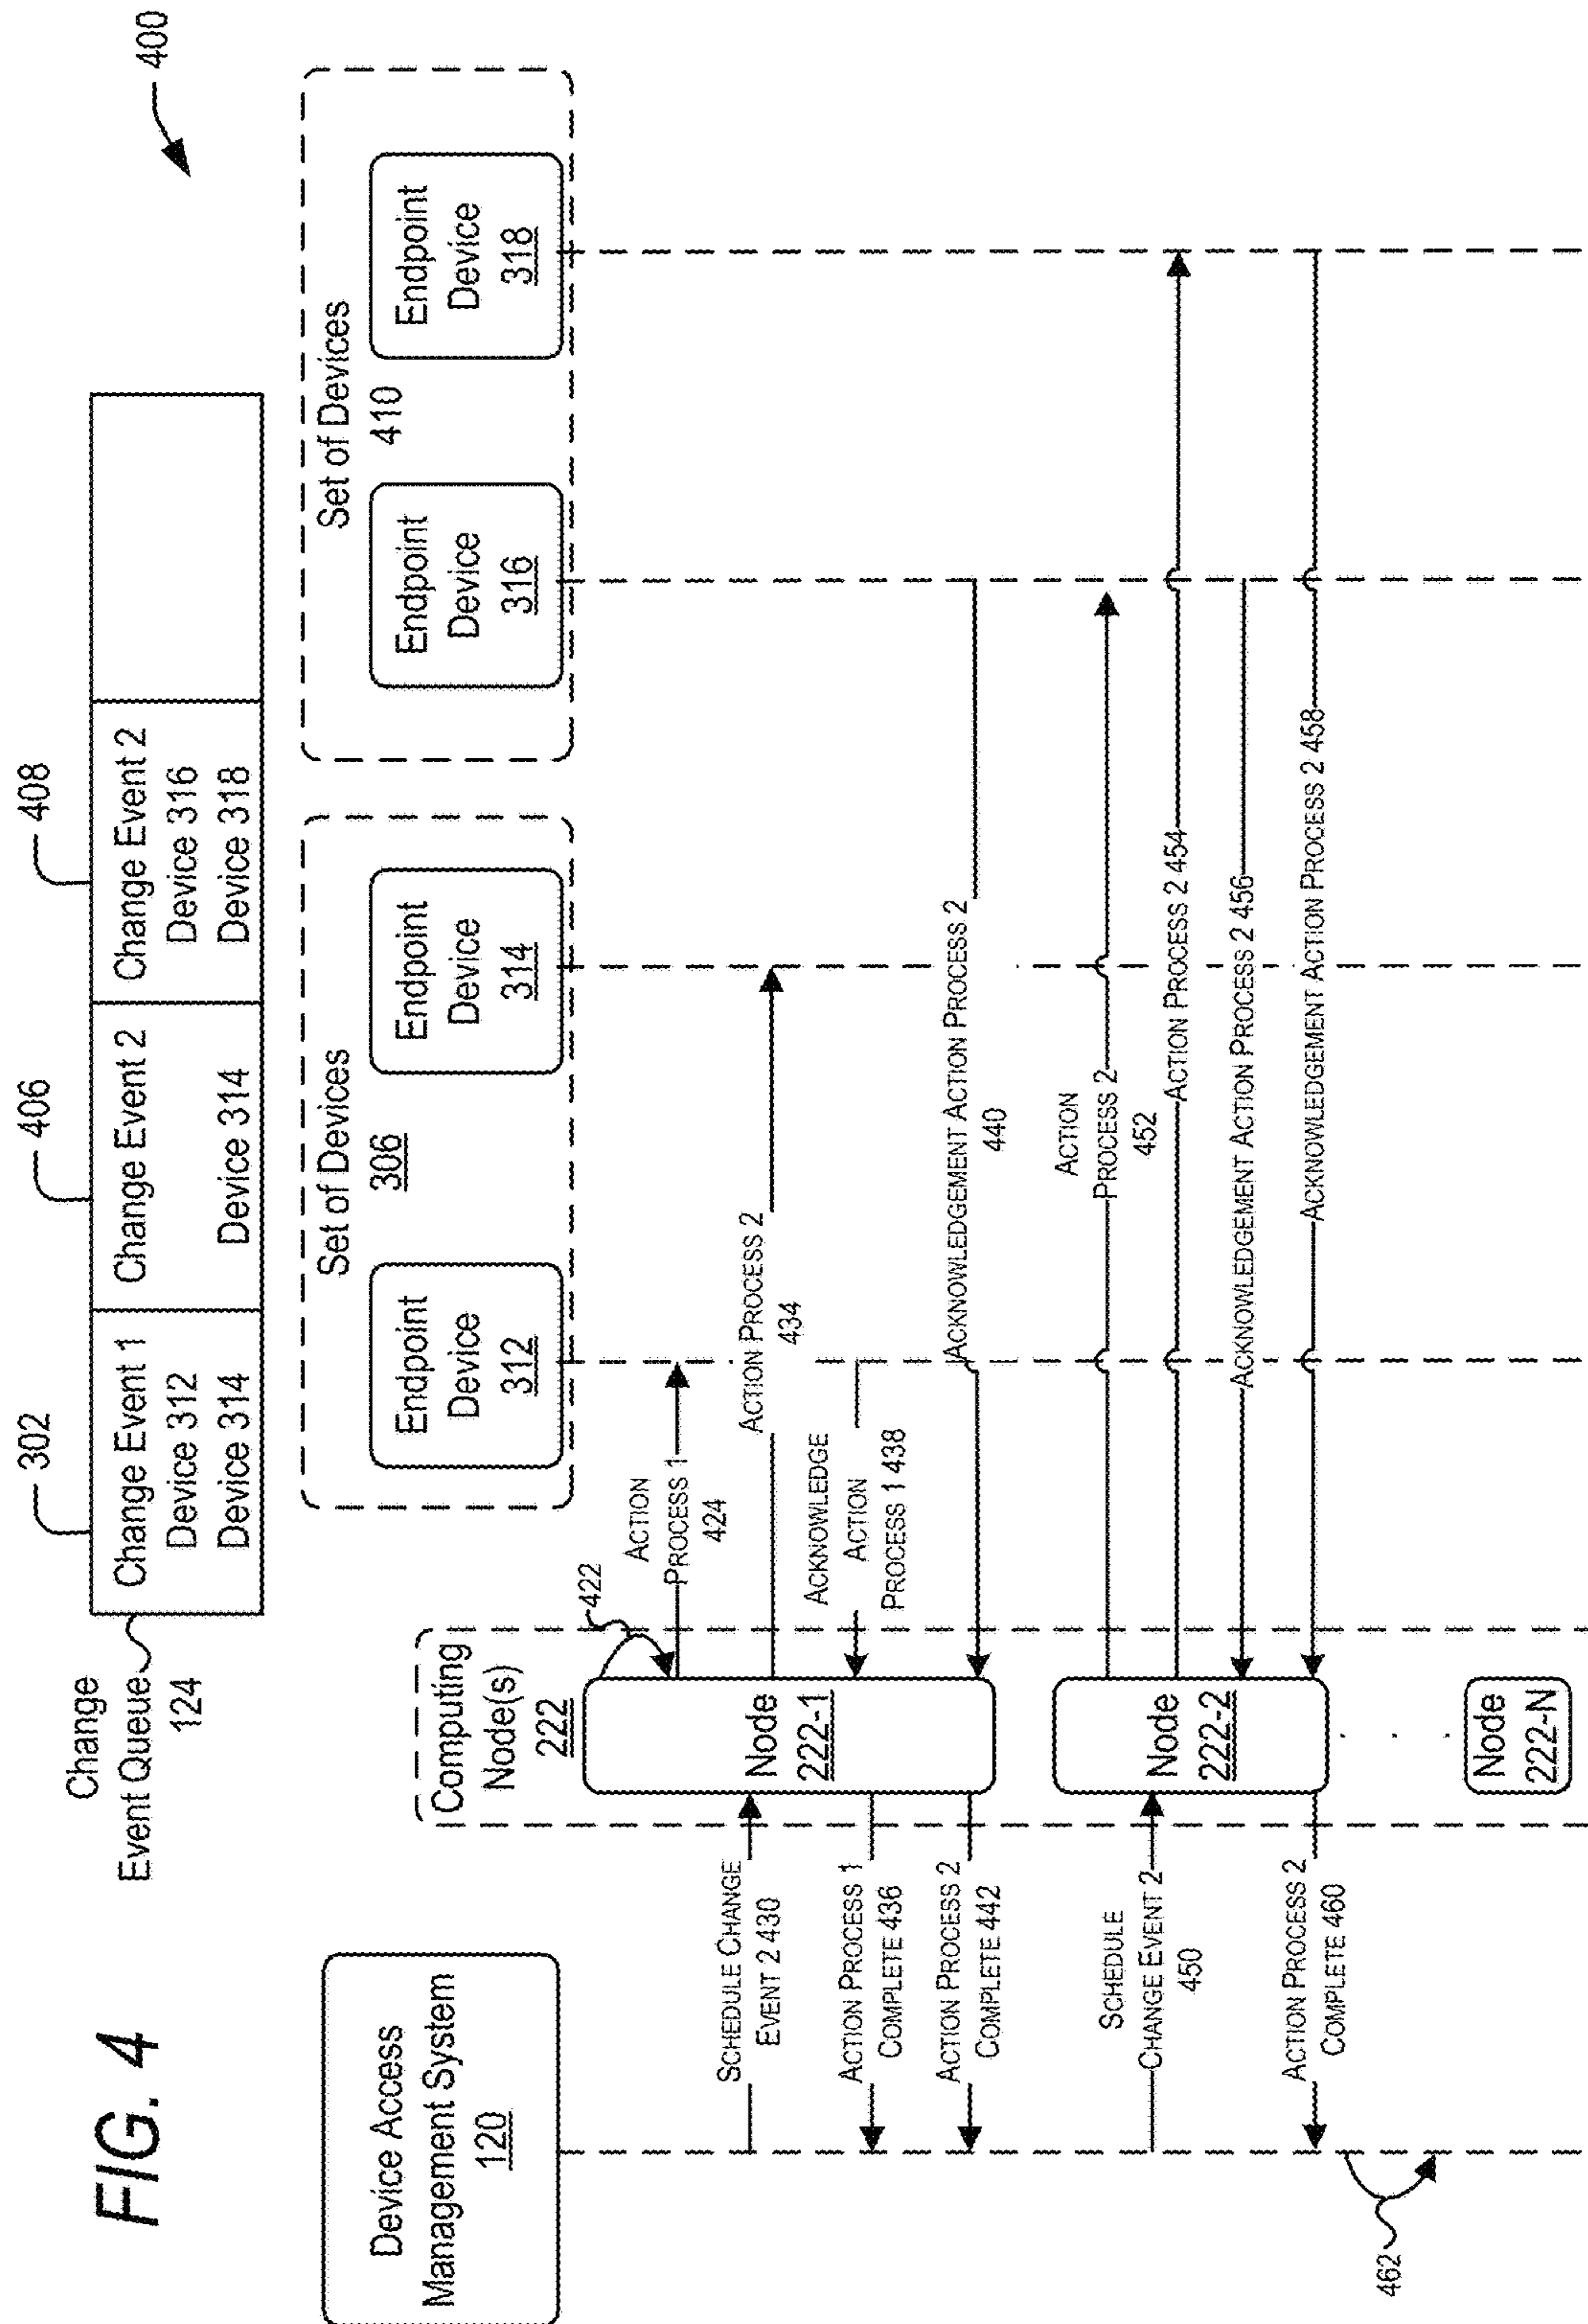 FIG. 4
400
Change
Event Queue
124
302
406
408
Change Event 1
Device 312
Device 314
Change Event 2
Device 314
Change Event 2
Device 316
Device 318
Device Access
Management System
120
Computing
Node(s)
222
Set of Devices
306
Endpoint
Device
312
Endpoint
Device
314
Set of Devices
410
Endpoint
Device
316
Endpoint
Device
318
422
Node
222-1
ACTION
PROCESS 1
424
SCHEDULE CHANGE
EVENT 2 430
ACTION PROCESS 2
434
ACTION PROCESS 1
COMPLETE 436
ACKNOWLEDGE
ACTION
PROCESS 1 438
ACTION PROCESS 2
COMPLETE 442
ACKNOWLEDGEMENT ACTION PROCESS 2
440
Node
222-2
SCHEDULE
CHANGE EVENT 2
450
ACTION
PROCESS 2
452
ACTION PROCESS 2 454
ACKNOWLEDGEMENT ACTION PROCESS 2 456
ACKNOWLEDGEMENT ACTION PROCESS 2 458
ACTION PROCESS 2
COMPLETE 460
462
Node
222-N